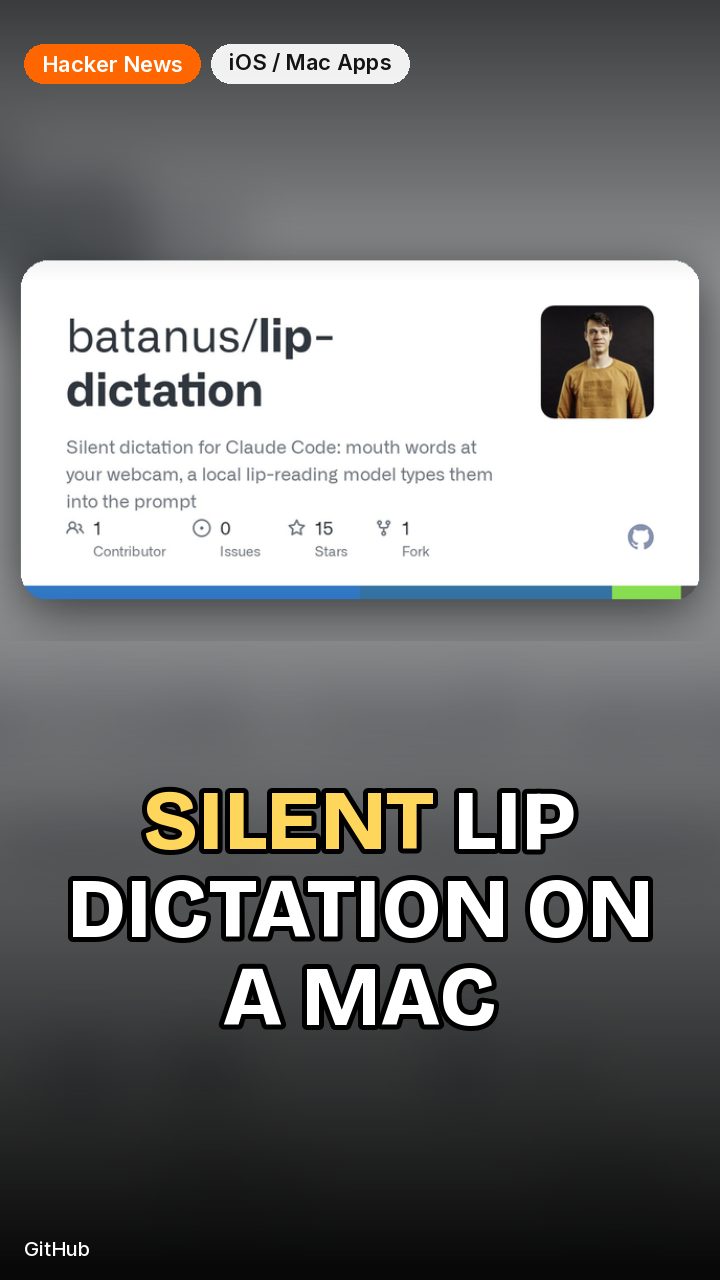 Hacker News
iOS / Mac Apps
batanus/lip-
dictation
Silent dictation for Claude Code: mouth words at
your webcam, a local lip-reading model types them
into the prompt
1
Contributor
0
Issues
15
Stars
1
Fork
SILENT LIP
DICTATION ON
A MAC
GitHub